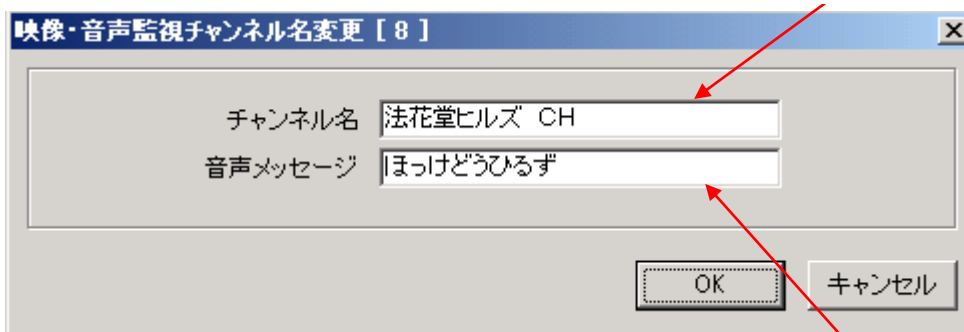 映像・音声監視チャンネル名変更 [ 8 ]
チャンネル名 法花堂ヒルズ CH
音声メッセージ ほっけどうひるず
OK キャンセル